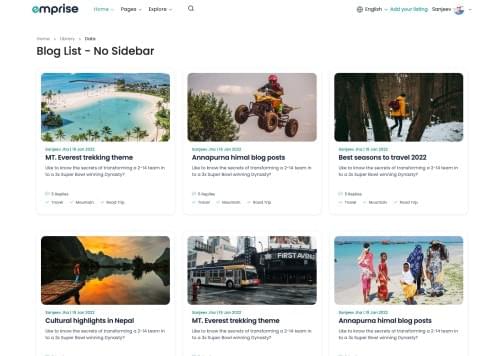 emprise
Home Pages Explore
English Add your listing Sanjeev
Home > Library > Data
Blog List - No Sidebar
Sanjeev Jha | 19 Jan 2022
MT. Everest trekking theme
Like to know the secrets of transforming a 2-14 team in
to a 3x Super Bowl winning Dynasty?
5 Replies
Travel Mountain Road Trip
Sanjeev Jha | 19 Jan 2022
Annapurna himal blog posts
Like to know the secrets of transforming a 2-14 team in
to a 3x Super Bowl winning Dynasty?
5 Replies
Travel Mountain Road Trip
Sanjeev Jha | 19 Jan 2022
Best seasons to travel 2022
Like to know the secrets of transforming a 2-14 team in
to a 3x Super Bowl winning Dynasty?
5 Replies
Travel Mountain Road Trip
Sanjeev Jha | 19 Jan 2022
Cultural highlights in Nepal
Like to know the secrets of transforming a 2-14 team in
to a 3x Super Bowl winning Dynasty?
FIRST AVEN
Sanjeev Jha | 19 Jan 2022
MT. Everest trekking theme
Like to know the secrets of transforming a 2-14 team in
to a 3x Super Bowl winning Dynasty?
Sanjeev Jha | 19 Jan 2022
Annapurna himal blog posts
Like to know the secrets of transforming a 2-14 team in
to a 3x Super Bowl winning Dynasty?